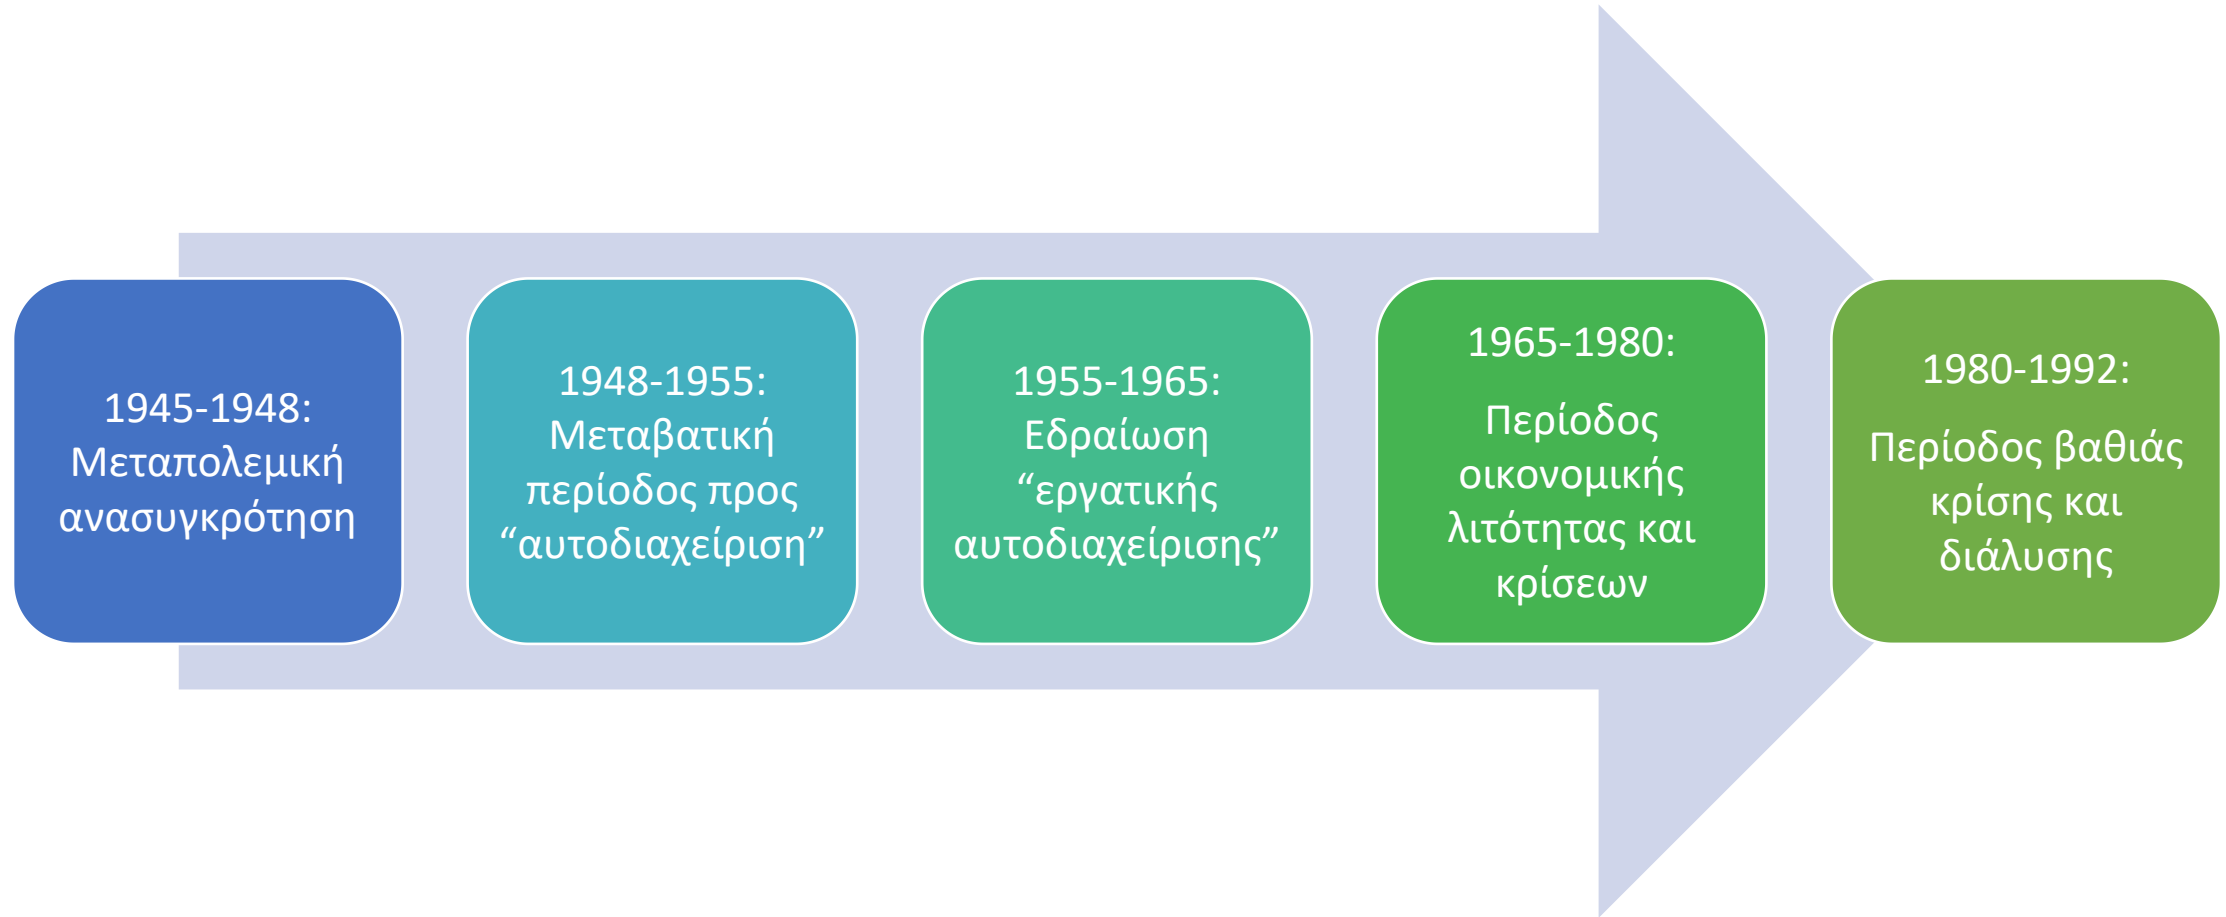 1945-1948:
Μεταπολεμική
ανασυγκρότηση
1948-1955:
Μεταβατική
περίοδος προς
“αυτοδιαχείριση”
1955-1965:
Εδραίωση
“εργατικής
αυτοδιαχείρισης”
1965-1980:
Περίοδος
οικονομικής
λιτότητας και
κρίσεων
1980-1992:
Περίοδος βαθιάς
κρίσης και
διάλυσης